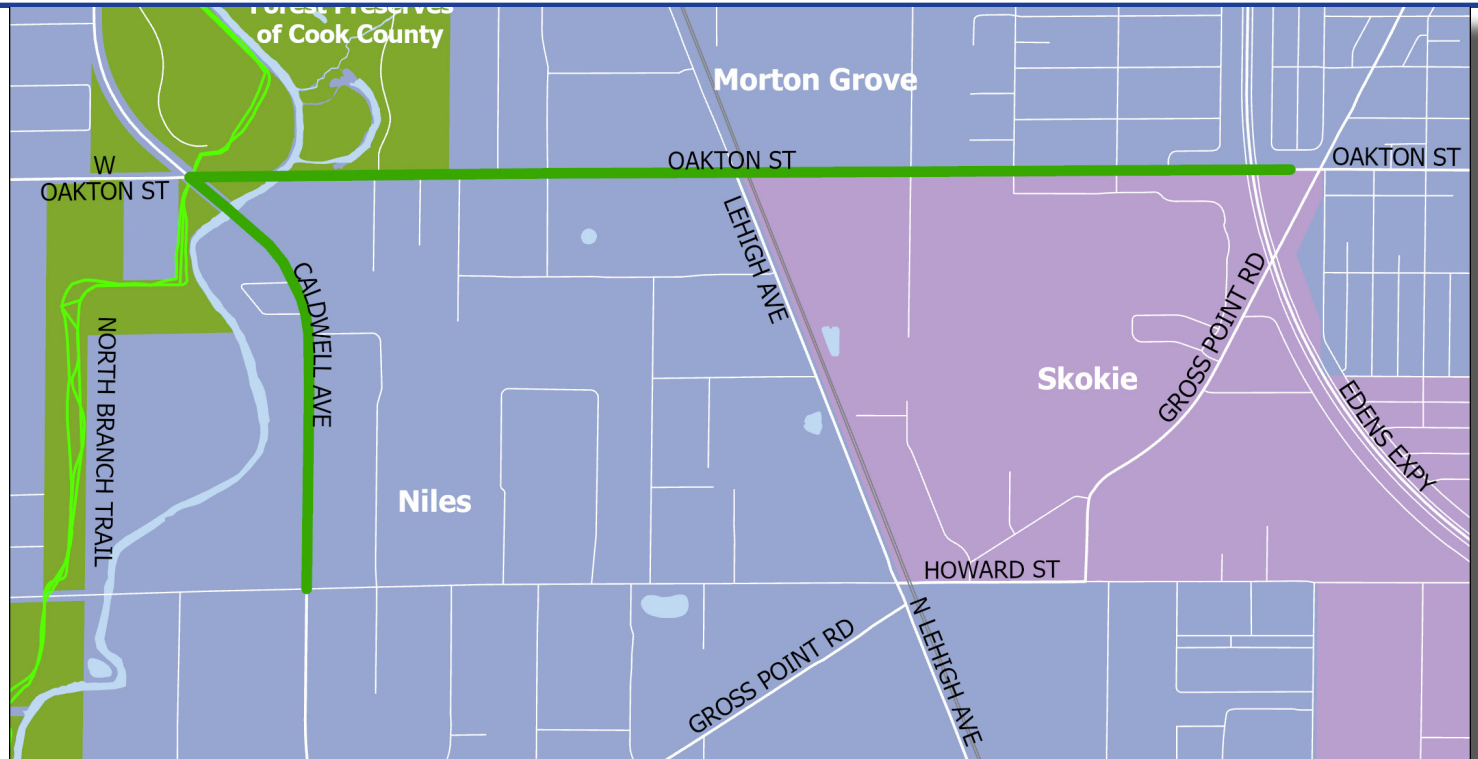 Forest Preserves
of Cook County
Morton Grove
W
OAKTON ST
OAKTON ST
OAKTON ST
LEHIGH AVE
CALDWELL AVE
GROSS POINT RD
NORTH BRANCH TRAIL
Skokie
EDENS EXPY
Niles
HOWARD ST
GROSS POINT RD
N LEHIGH AVE